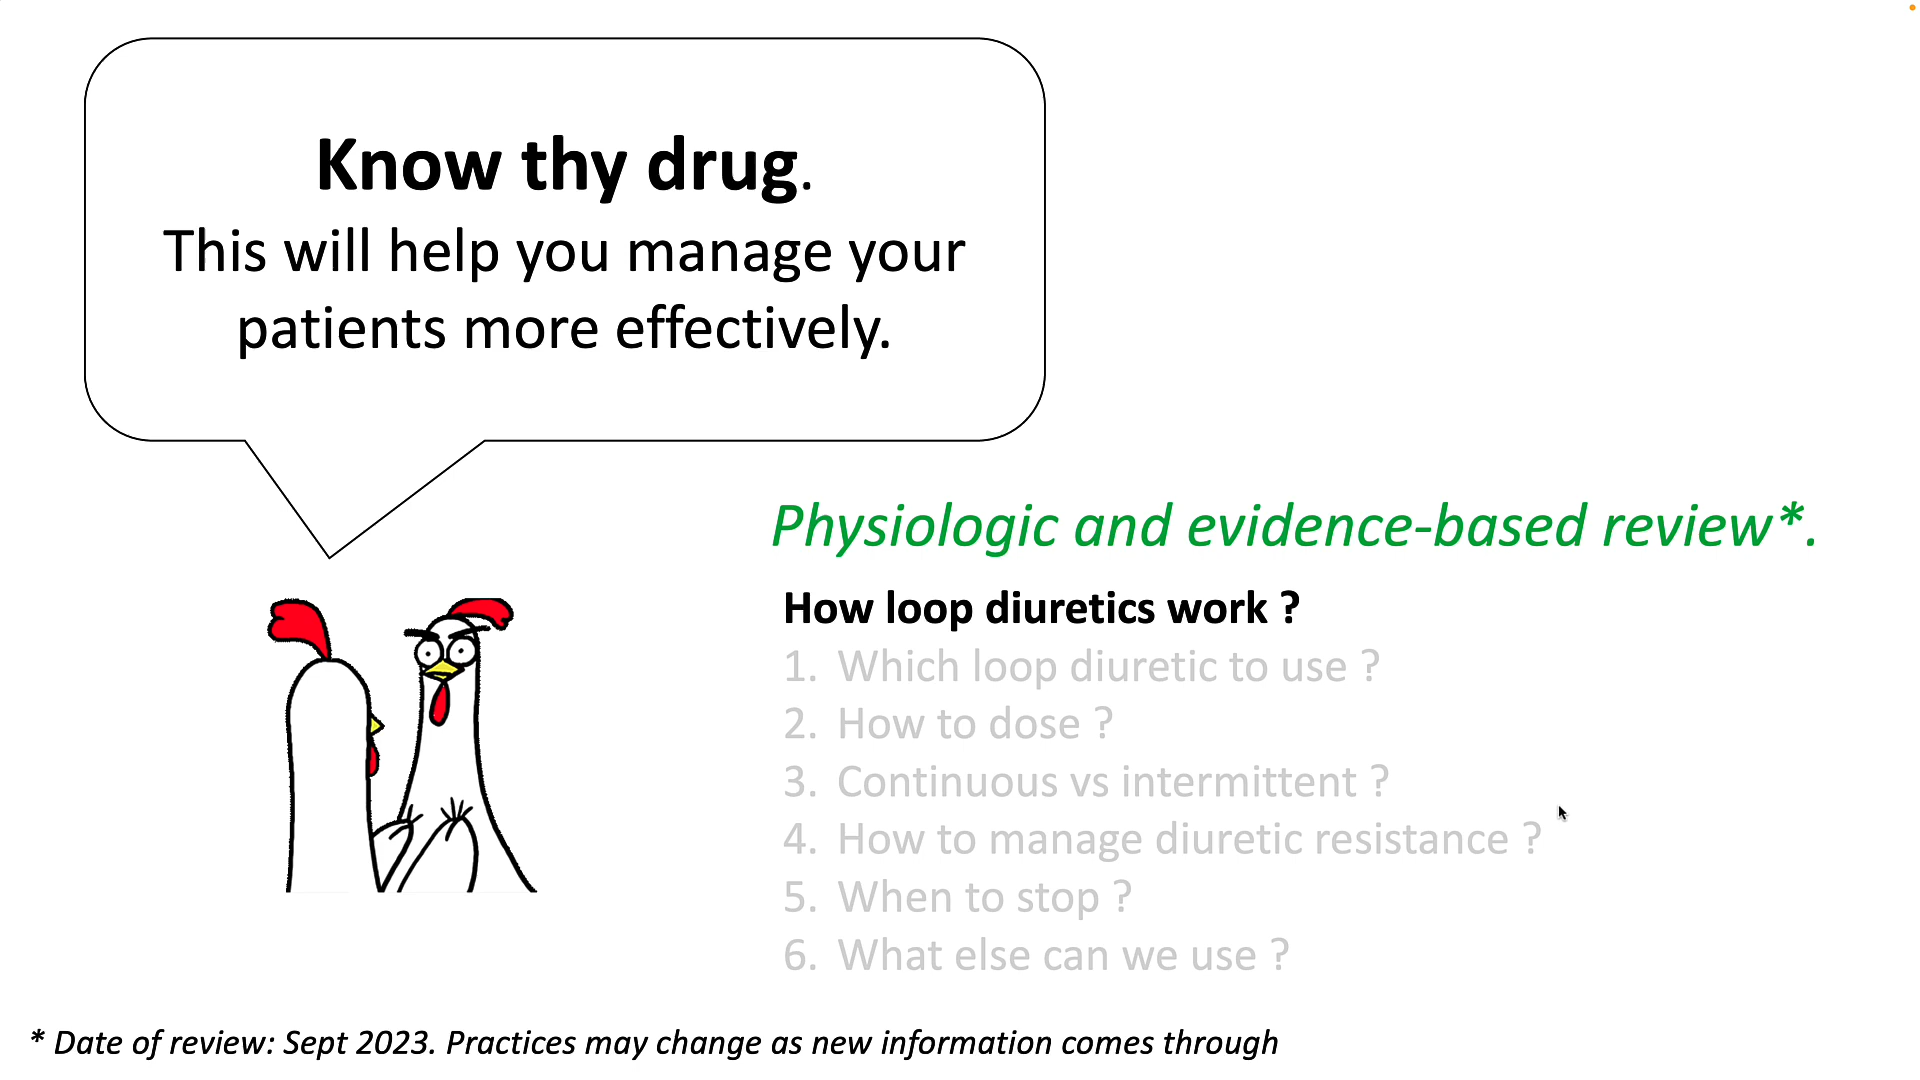 Know thy drug.
This will help you manage your
patients more effectively.
Physiologic and evidence-based review*.
How loop diuretics work ?
1. Which loop diuretic to use ?
2. How to dose ?
3. Continuous vs intermittent ?
4. How to manage diuretic resistance ?
5. When to stop ?
6. What else can we use ?
* Date of review: Sept 2023. Practices may change as new information comes through